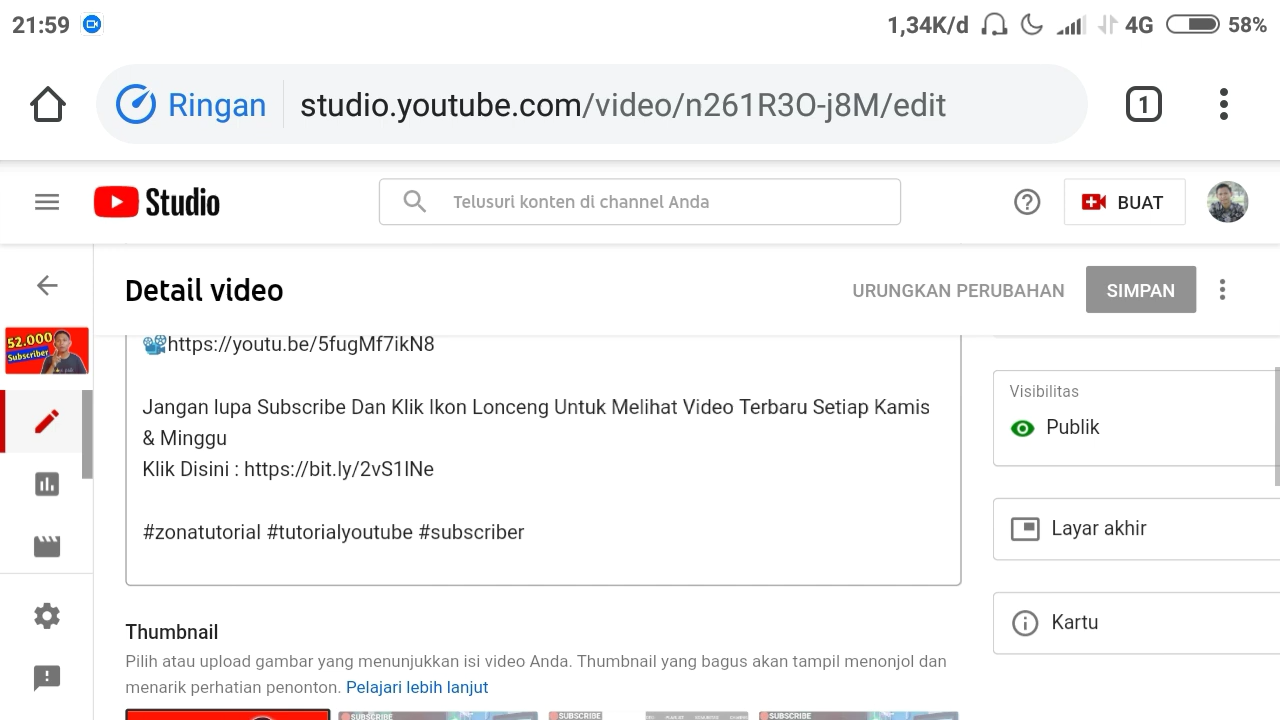 21:59
1,34K/d
4G
58%
Ringan
studio.youtube.com/video/n261R3O-j8M/edit
1
Studio
Telusuri konten di channel Anda
BUAT
Detail video
URUNGKAN PERUBAHAN
SIMPAN
52.000
Subscriber
https://youtu.be/5fugMf7ikN8
Jangan lupa Subscribe Dan Klik Ikon Lonceng Untuk Melihat Video Terbaru Setiap Kamis
& Minggu
Klik Disini : https://bit.ly/2vS1lNe
#zonatutorial #tutorialyoutube #subscriber
Visibilitas
Publik
Layar akhir
Kartu
Thumbnail
Pilih atau upload gambar yang menunjukkan isi video Anda. Thumbnail yang bagus akan tampil menonjol dan
menarik perhatian penonton. Pelajari lebih lanjut
SUBSCRIBE
SUBSCRIBE
SUBSCRIBE